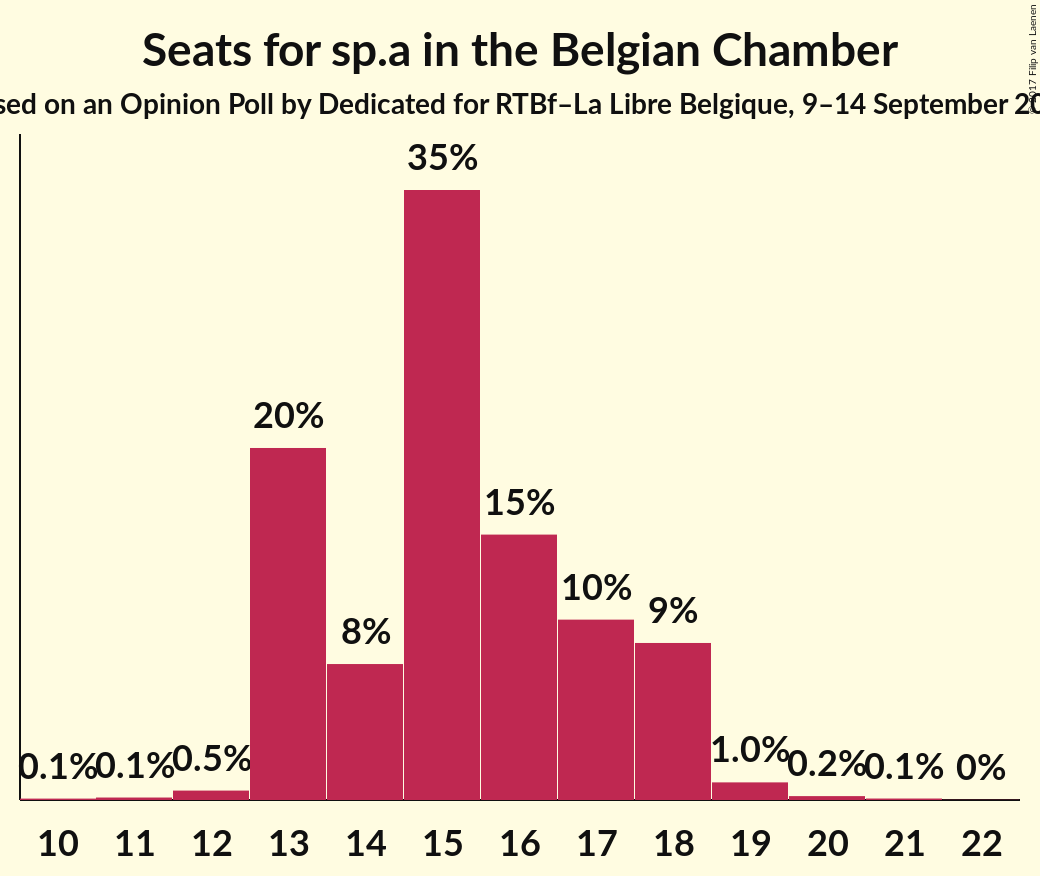 Seats for sp.a in the Belgian Chamber
on an Opinion Poll by Dedicated for RTBf–La Libre Belgique, 9–14 September
© 2017 Filip van Laenen
35%
20%
15%
10%
9%
8%
0.1% 0.1% 0.5% 1.0% 0.2% 0.1% 0%
10 11 12 13 14 15 16 17 18 19 20 21 22